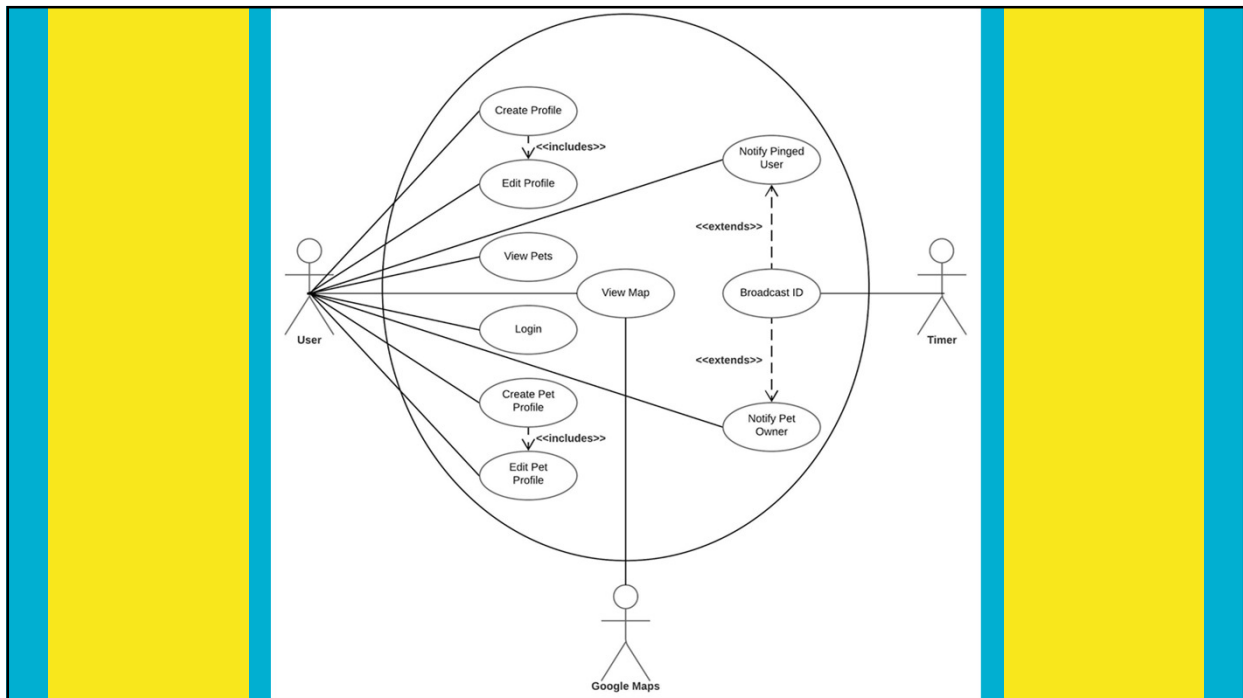 Create Profile
<<includes>>
Edit Profile
Notify Pinged
User
<<extends>>
View Pets
View Map
Broadcast ID
User
Login
Timer
<<extends>>
Create Pet
Profile
Notify Pet
Owner
<<includes>>
Edit Pet
Profile
Google Maps